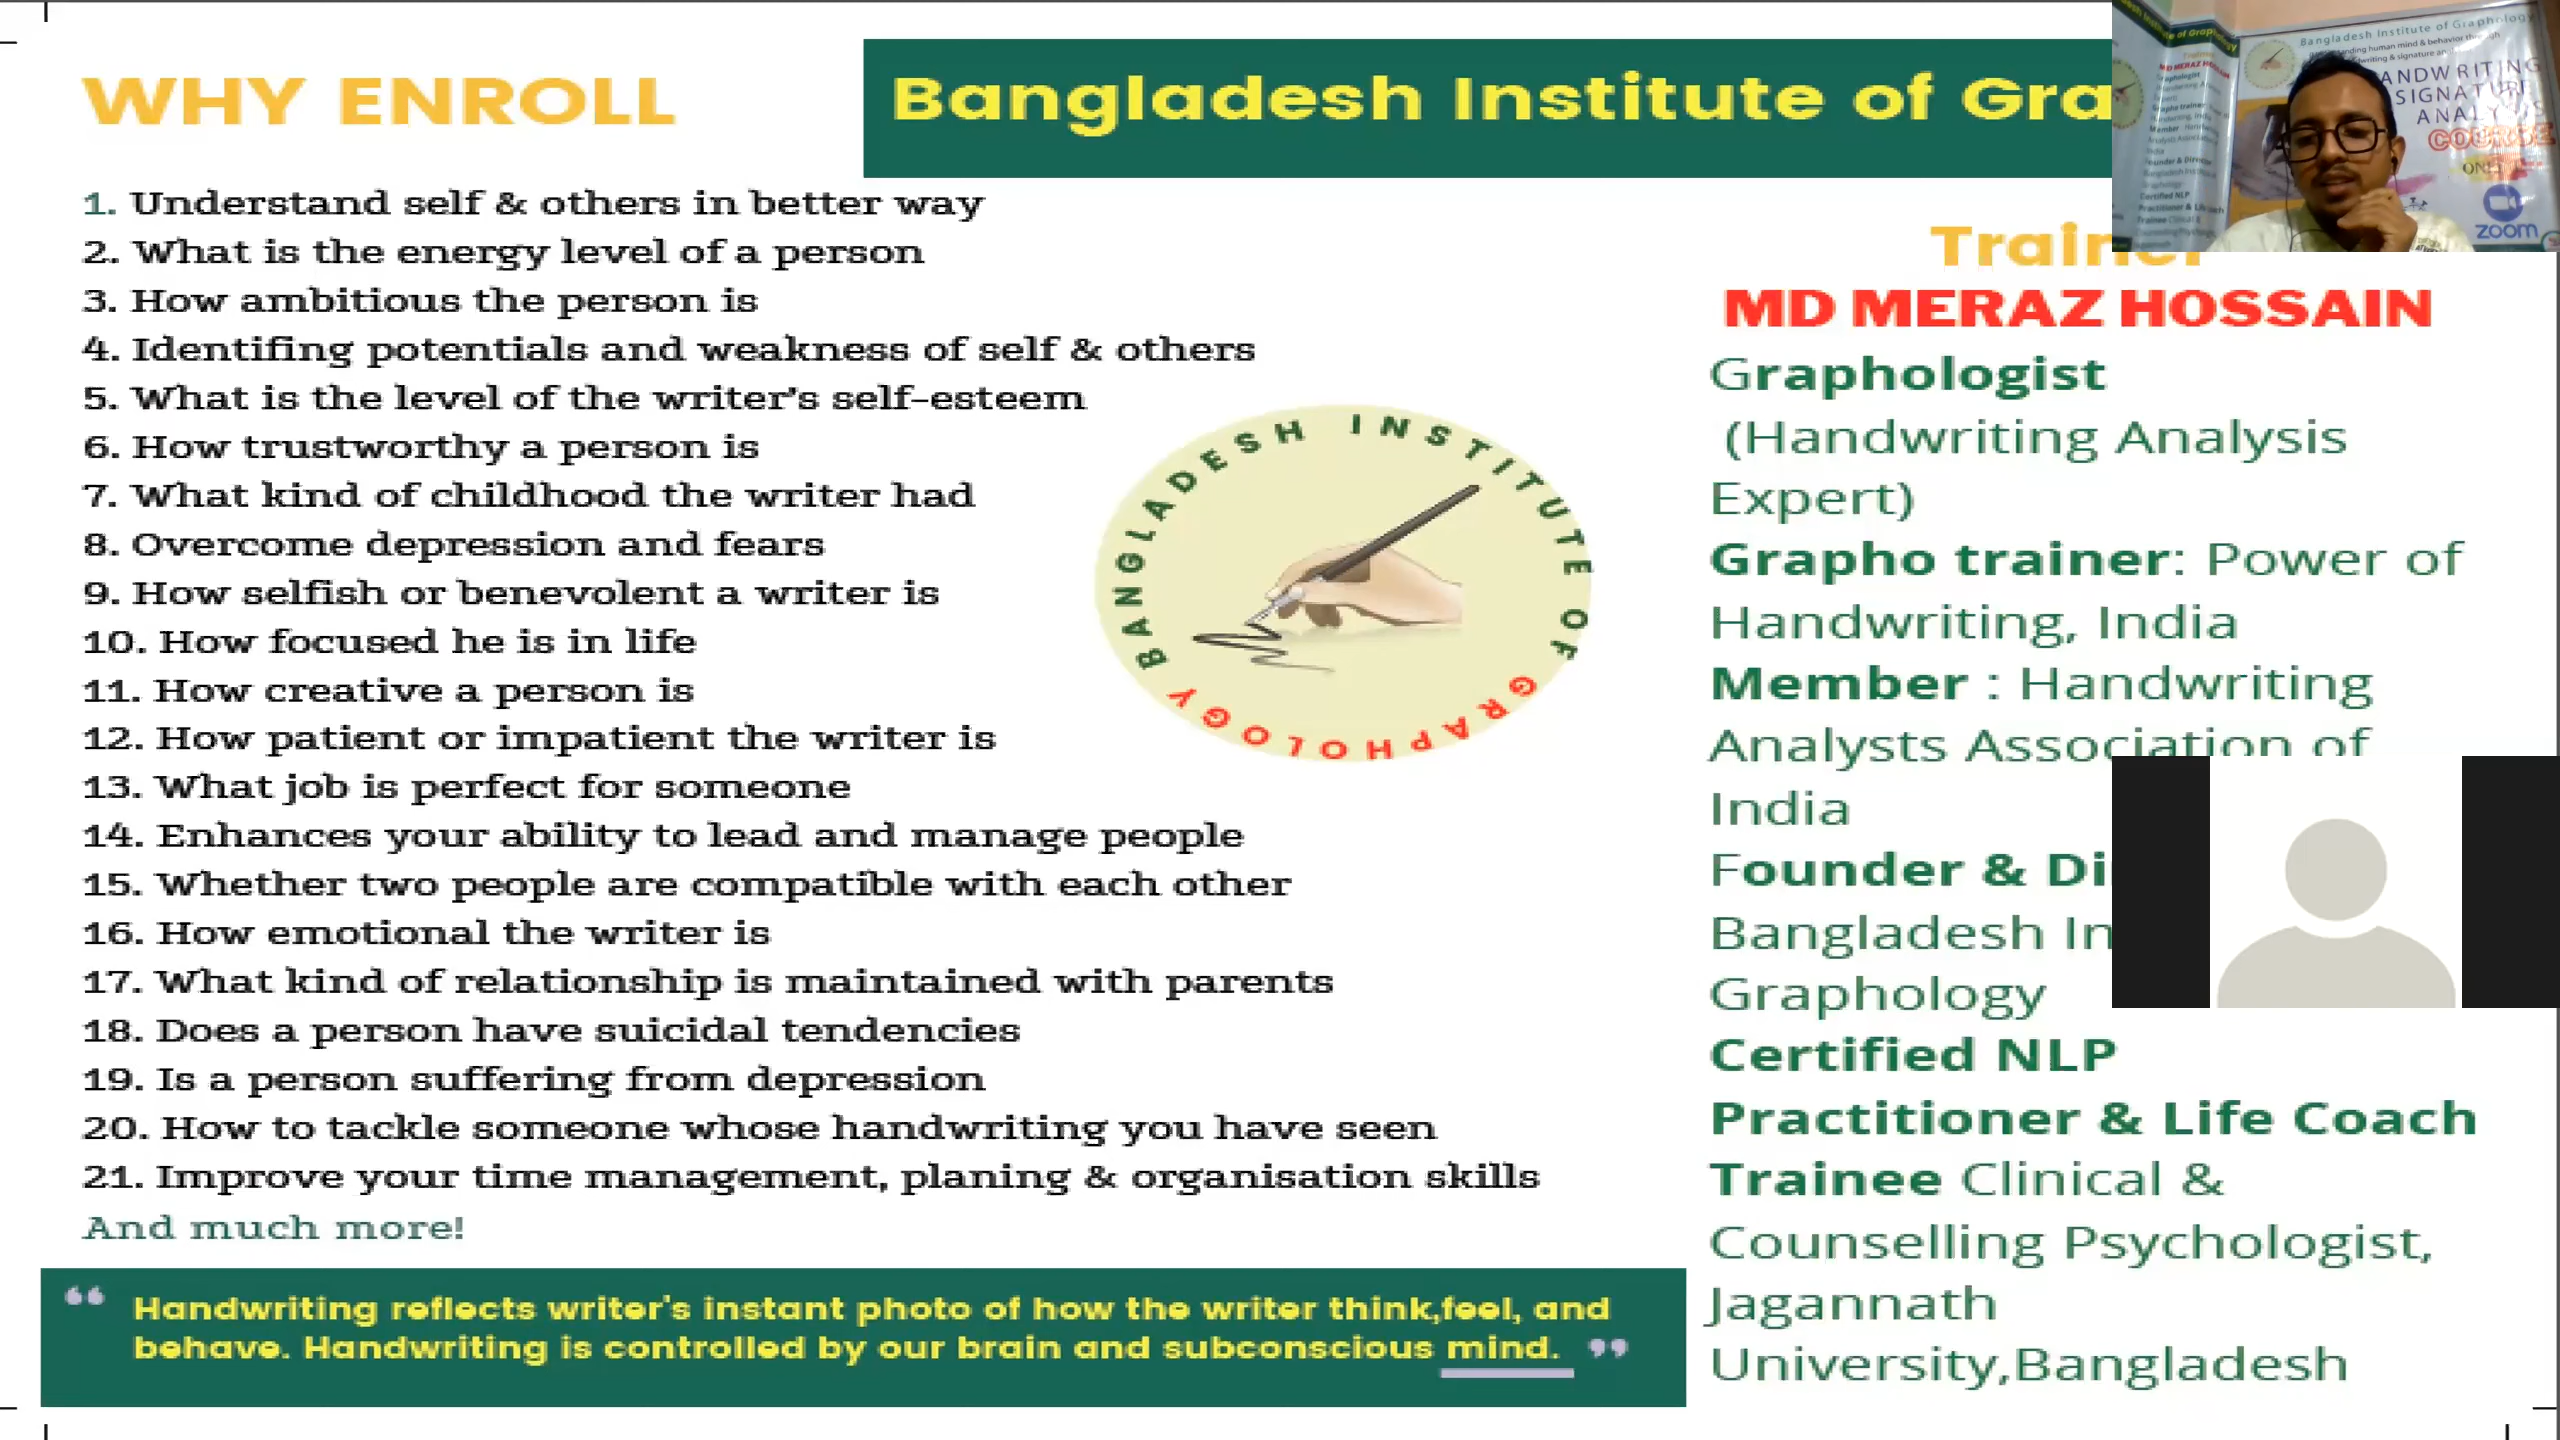 WHY ENROLL
Bangladesh Institute of Gra
1. Understand self & others in better way
2. What is the energy level of a person
3. How ambitious the person is
4. Identifing potentials and weakness of self & others
5. What is the level of the writer's self-esteem
6. How trustworthy a person is
7. What kind of childhood the writer had
8. Overcome depression and fears
9. How selfish or benevolent a writer is
10. How focused he is in life
11. How creative a person is
12. How patient or impatient the writer is
13. What job is perfect for someone
14. Enhances your ability to lead and manage people
15. Whether two people are compatible with each other
16. How emotional the writer is
17. What kind of relationship is maintained with parents
18. Does a person have suicidal tendencies
19. Is a person suffering from depression
20. How to tackle someone whose handwriting you have seen
21. Improve your time management, planing & organisation skills
And much more!
“ Handwriting reflects writer's instant photo of how the writer think,feel, and
behave. Handwriting is controlled by our brain and subconscious mind. ”
BANGLADESH INSTITUTE OF GRAPHOLOGY
Trainer
MD MERAZ HOSSAIN
Graphologist
(Handwriting Analysis
Expert)
Grapho trainer: Power of
Handwriting, India
Member : Handwriting
Analysts Association of
India
Founder & Di
Bangladesh In
Graphology
Certified NLP
Practitioner & Life Coach
Trainee Clinical &
Counselling Psychologist,
Jagannath
University,Bangladesh
Bangladesh Institute of Graphology
HANDWRITING
SIGNATURE
ANALYSIS
COURSE
zoom